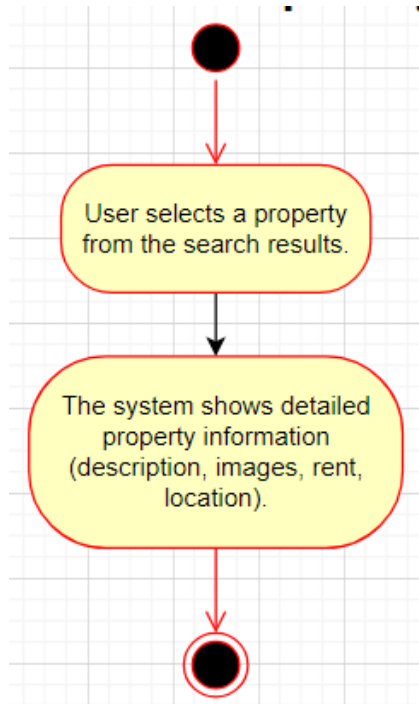 User selects a property
from the search results.
The system shows detailed
property information
(description, images, rent,
location).